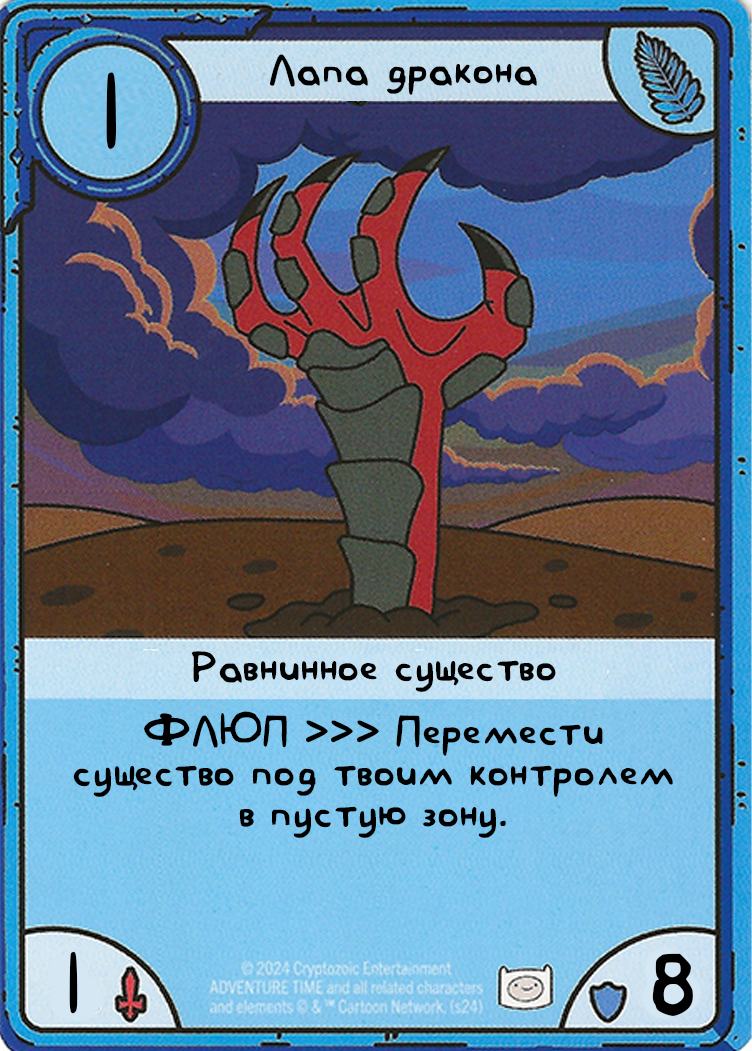 1
Лапа дракона
Равнинное существо
ФЛЮП >>> Перемести
существо под твоим контролем
в пустую зону.
1
8
© 2024 Cryptozoic Entertainment
ADVENTURE TIME and all related characters
and elements © & ™ Cartoon Network. (s24)